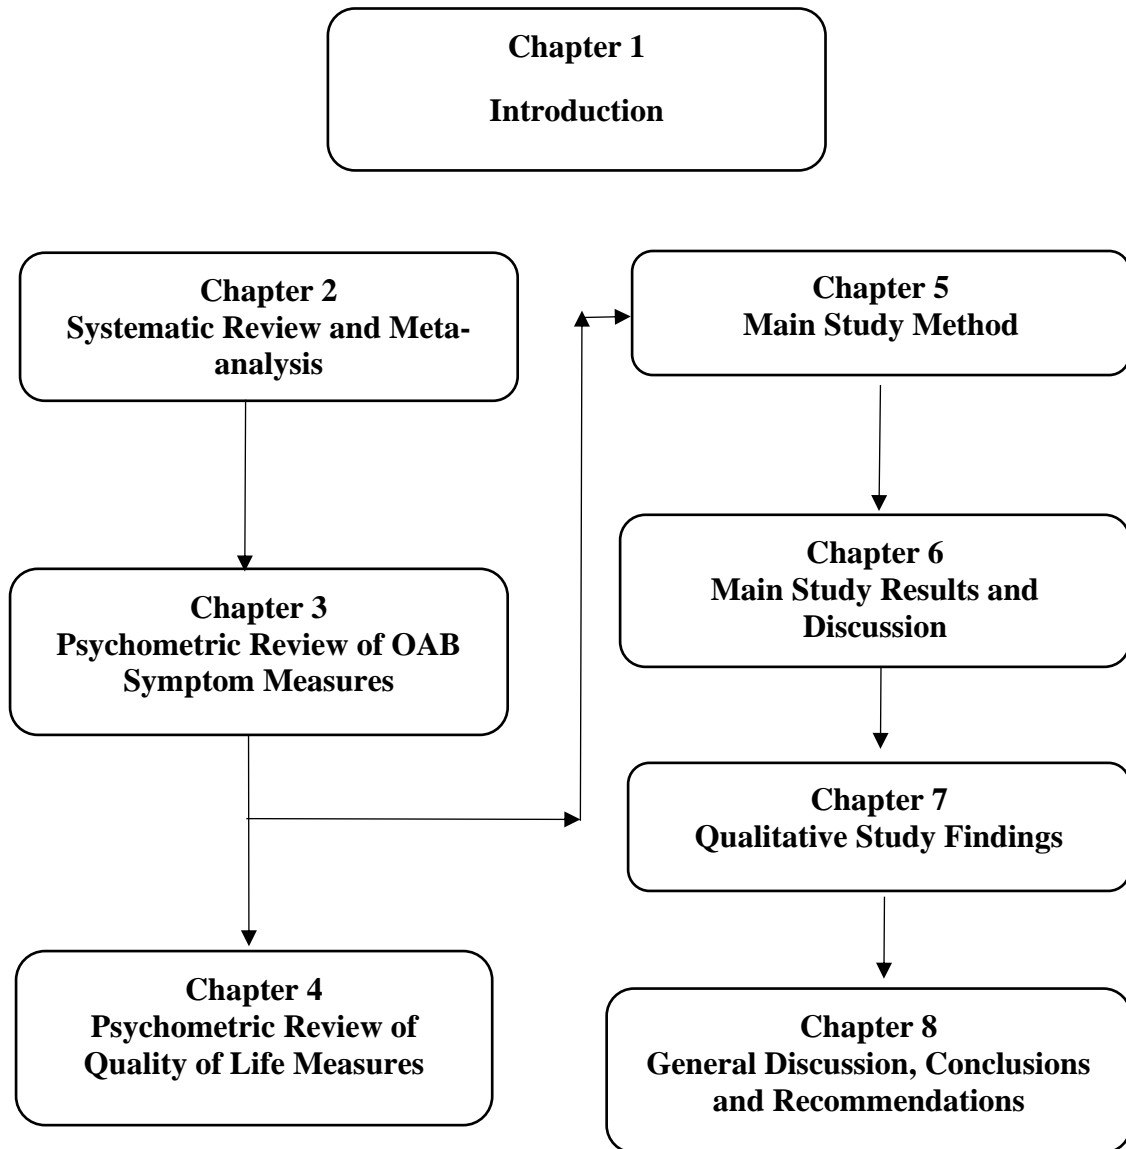 Chapter 1
Introduction
Chapter 2
Systematic Review and Meta-
analysis
Chapter 3
Psychometric Review of OAB
Symptom Measures
Chapter 4
Psychometric Review of
Quality of Life Measures
Chapter 5
Main Study Method
Chapter 6
Main Study Results and
Discussion
Chapter 7
Qualitative Study Findings
Chapter 8
General Discussion, Conclusions
and Recommendations